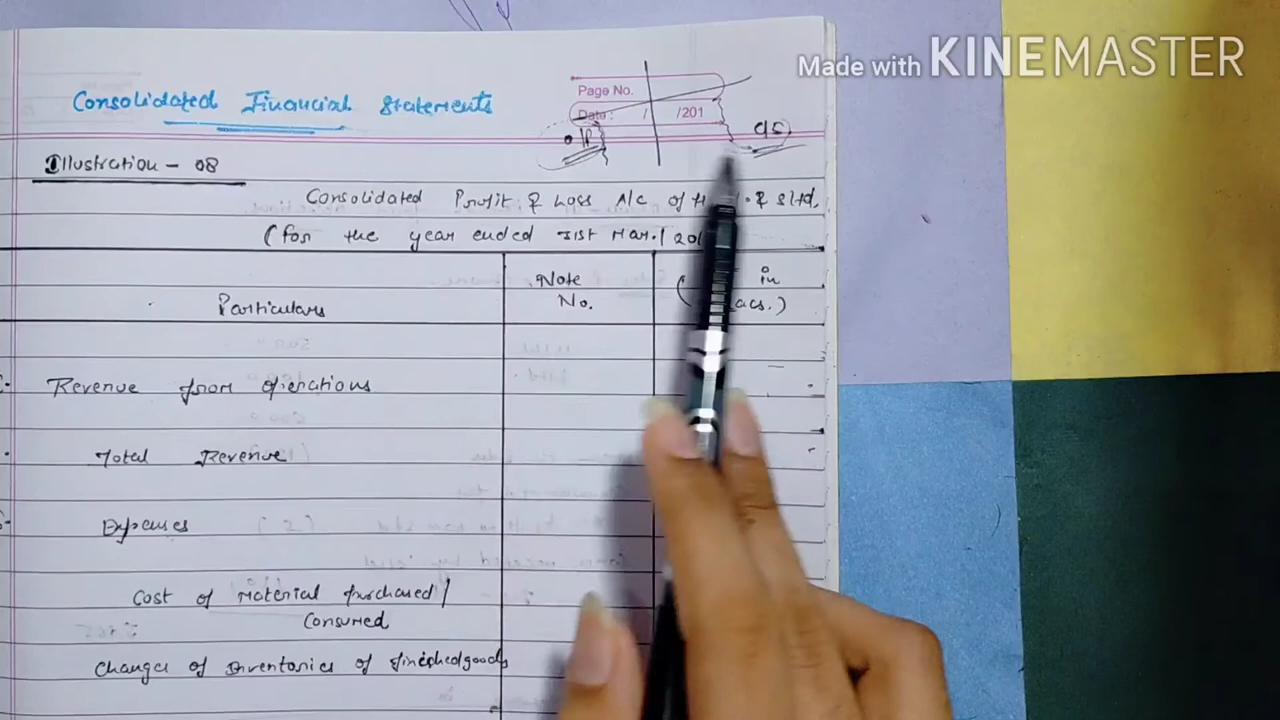 Made with KINEMASTER
Consolidated Financial Statements
Page No.
Date : / /201
Illustration - 08
Consolidated Profit & Loss A/c of & S ltd.
(for the year ended 31st Mar./
Particulars
Note
No.
in
Revenue from operations
Total Revenue
Expenses
Cost of Material purchased/
Consumed
Changes of Inventories of finished goods